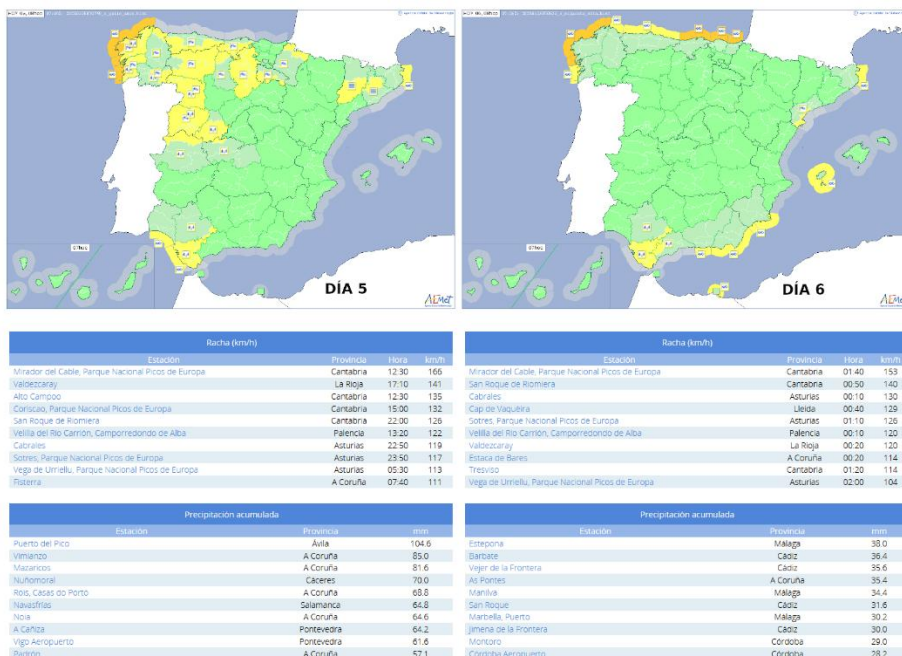 DÍA 5
DÍA 6
AEMet
Racha (km/h)
Estación Provincia Hora km/h
Mirador del Cable, Parque Nacional Picos de Europa Cantabria 12:30 166
Valdezcaray La Rioja 17:10 141
Alto Campoo Cantabria 12:30 135
Coriscao, Parque Nacional Picos de Europa Cantabria 15:00 132
San Roque de Riomiera Cantabria 22:00 126
Velilla del Río Carrión, Camporredondo de Alba Palencia 13:20 122
Cabrales Asturias 22:50 119
Sotres, Parque Nacional Picos de Europa Asturias 23:50 117
Vega de Urriellu, Parque Nacional Picos de Europa Asturias 05:30 113
Fisterra A Coruña 07:40 111
Racha (km/h)
Estación Provincia Hora km/h
Mirador del Cable, Parque Nacional Picos de Europa Cantabria 01:40 153
San Roque de Riomiera Cantabria 00:50 140
Cabrales Asturias 00:10 130
Cap de Vaqueira Lleida 00:40 129
Sotres, Parque Nacional Picos de Europa Asturias 01:10 126
Velilla del Río Carrión, Camporredondo de Alba Palencia 00:10 120
Valdezcaray La Rioja 00:20 120
Estaca de Bares A Coruña 00:20 114
Tresviso Cantabria 01:20 114
Vega de Urriellu, Parque Nacional Picos de Europa Asturias 02:00 104
Precipitación acumulada
Estación Provincia mm
Puerto del Pico Ávila 104.6
Vimianzo A Coruña 85.0
Mazaricos A Coruña 81.6
Nuñomoral Cáceres 70.0
Rois, Casas do Porto A Coruña 68.8
Navasfrías Salamanca 64.8
Noia A Coruña 64.6
A Cañiza Pontevedra 64.2
Vigo Aeropuerto Pontevedra 61.6
Padrón A Coruña 57.1
Precipitación acumulada
Estación Provincia mm
Estepona Málaga 38.0
Barbate Cádiz 36.4
Vejer de la Frontera Cádiz 35.6
As Pontes A Coruña 35.4
Manilva Málaga 34.4
San Roque Cádiz 31.6
Marbella, Puerto Málaga 30.2
Jimena de la Frontera Cádiz 30.0
Montoro Córdoba 29.0
Córdoba Aeropuerto Córdoba 28.2